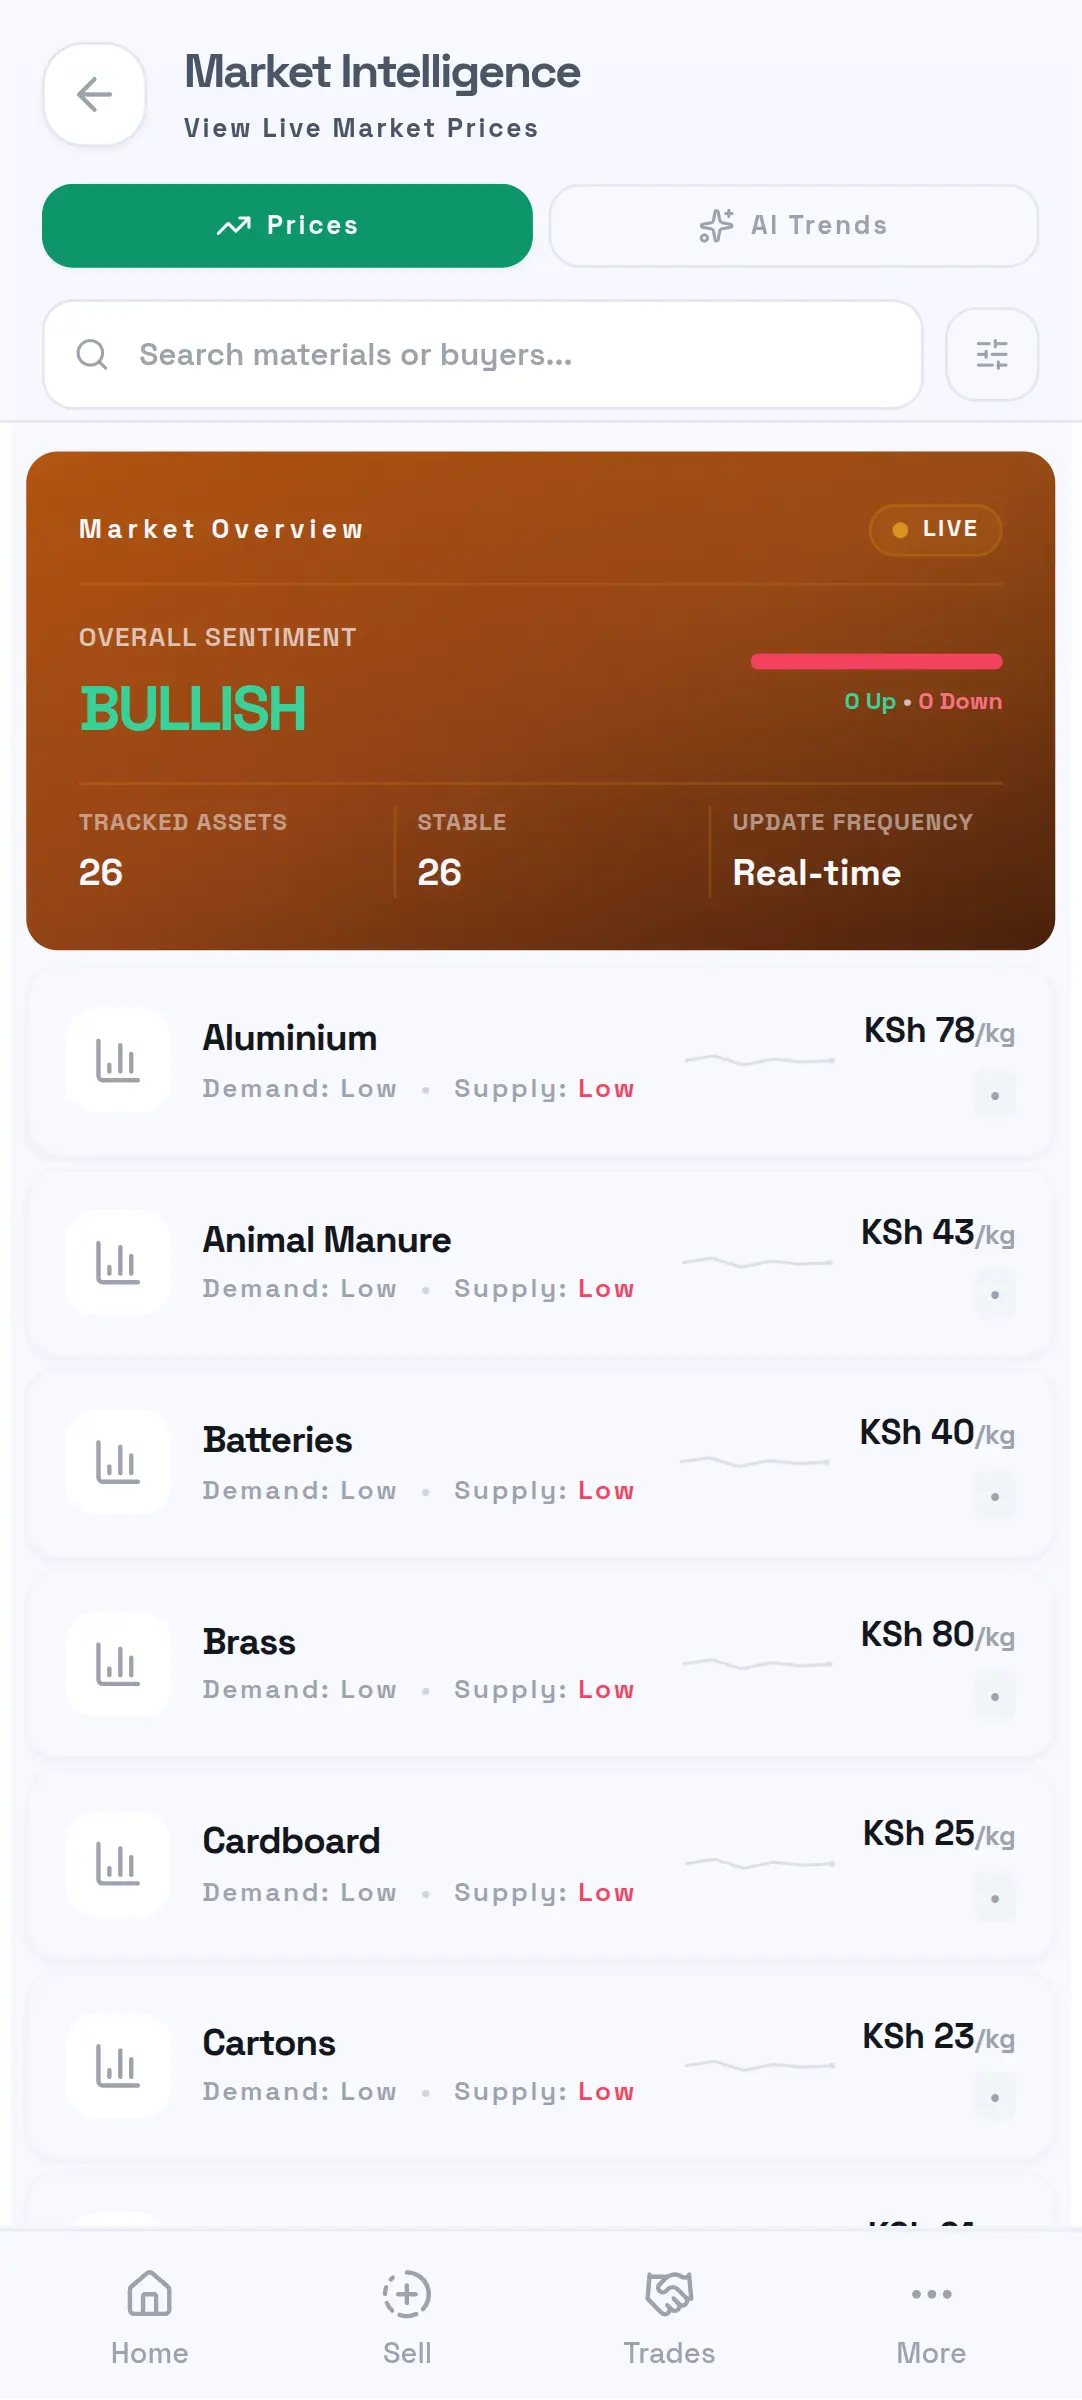 Market Intelligence
View Live Market Prices
Prices
AI Trends
Search materials or buyers...
Market Overview
LIVE
OVERALL SENTIMENT
BULLISH
0 Up • 0 Down
TRACKED ASSETS
26
STABLE
26
UPDATE FREQUENCY
Real-time
Aluminium
Demand: Low • Supply: Low
KSh 78/kg
Animal Manure
Demand: Low • Supply: Low
KSh 43/kg
Batteries
Demand: Low • Supply: Low
KSh 40/kg
Brass
Demand: Low • Supply: Low
KSh 80/kg
Cardboard
Demand: Low • Supply: Low
KSh 25/kg
Cartons
Demand: Low • Supply: Low
KSh 23/kg
Home
Sell
Trades
More